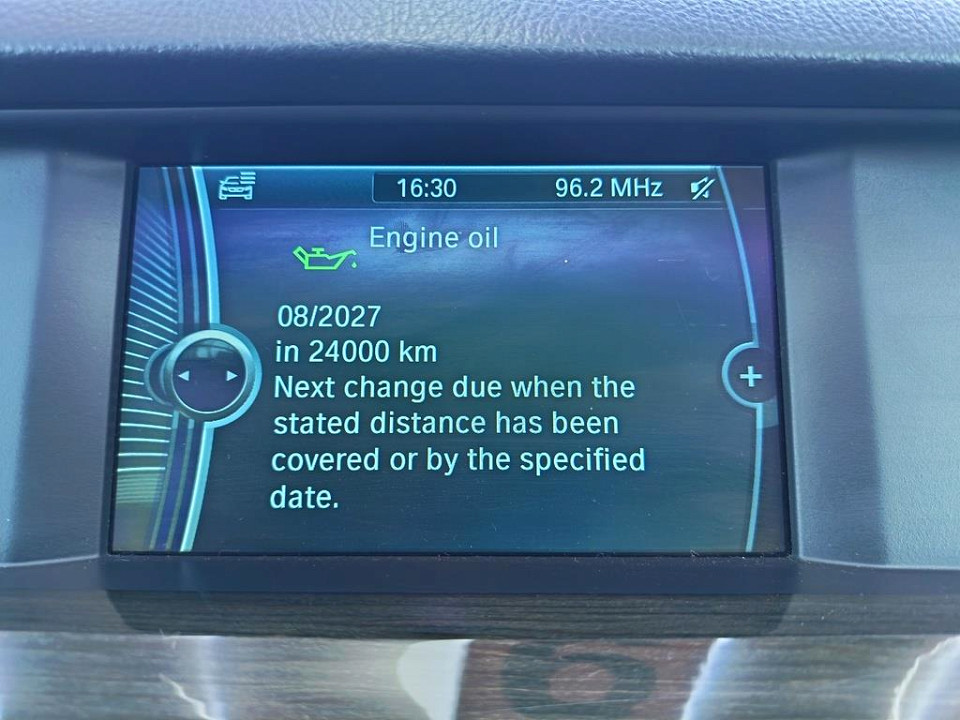 16:30 96.2 MHz
Engine oil
08/2027
in 24000 km
Next change due when the
stated distance has been
covered or by the specified
date.